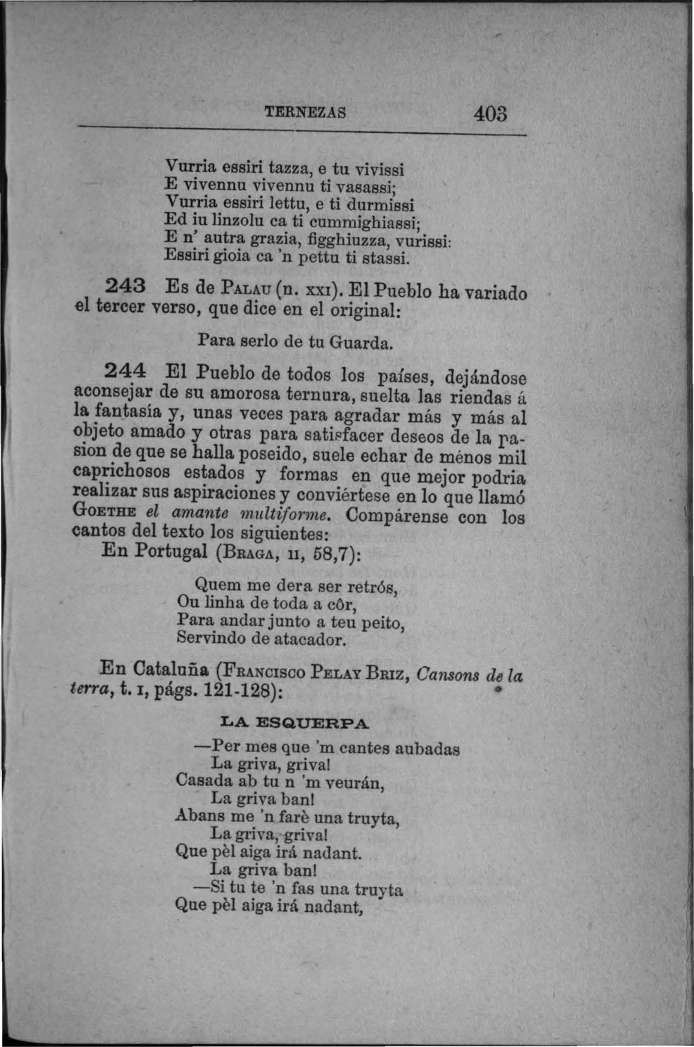 TERNEZAS 403
Vurria essiri tazza, e tu vivissi
E vivennu vivennu ti vasassi;
Vurria essiri lettu, e ti durmissi
Ed iu linzolu ca ti cummighiassi;
E n' autra grazia, figghiuzza, vurissi:
Essiri gioia ca 'n pettu ti stassi.
243 Es de PALAU (n. XXI). El Pueblo ha variado
el tercer verso, que dice en el original:
Para serlo de tu Guarda.
244 El Pueblo de todos los países, dejándose
aconsejar de su amorosa ternura, suelta las riendas á
la fantasía y, unas veces para agradar más y más al
objeto amado y otras para satisfacer deseos de la pa-
sion de que se halla poseido, suele echar de ménos mil
caprichosos estados y formas en que mejor podria
realizar sus aspiraciones y conviértese en lo que llamó
GOETHE el amante multiforme. Compárense con los
cantos del texto los siguientes:
En Portugal (BRAGA, II, 58,7):
Quem me dera ser retrós,
Ou linha de toda a côr,
Para andar junto a teu peito,
Servindo de atacador.
En Cataluña (FRANCISCO PELAY BRIZ, Cansons de la
terra, t. I, págs. 121-128):
LA ESQUERPA
—Per mes que 'm cantes aubadas
La griva, griva!
Casada ab tu n 'm veurán,
La griva ban!
Abans me 'n farè una truyta,
La griva, griva!
Que pèl aiga irá nadant.
La griva ban!
—Si tu te 'n fas una truyta
Que pèl aiga irá nadant,